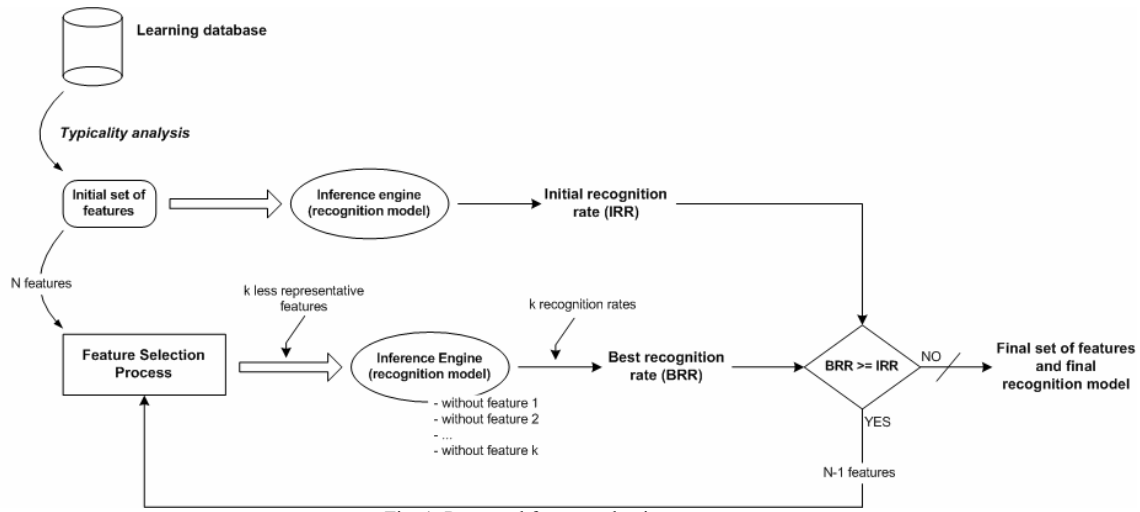 Learning database
Typicality analysis
Initial set of
features
Inference engine
(recognition model)
Initial recognition
rate (IRR)
N features
k less representative
features
k recognition rates
Feature Selection
Process
Inference Engine
(recognition model)
- without feature 1
- without feature 2
- ...
- without feature k
Best recognition
rate (BRR)
BRR >= IRR
NO
Final set of features
and final
recognition model
YES
N-1 features